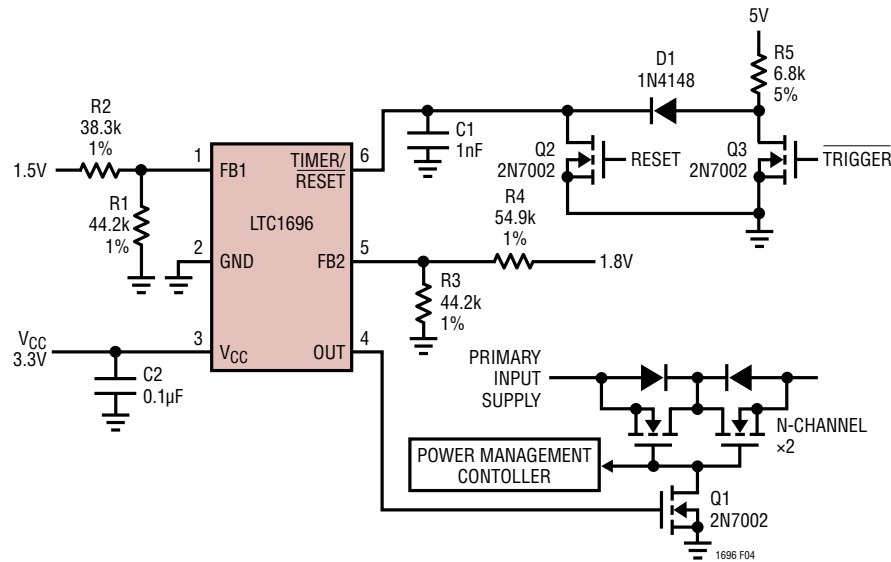 5V
R5
6.8k
5%
D1
1N4148
R2
38.3k
1%
C1
1nF
Q2
2N7002
RESET
Q3
2N7002
TRIGGER
1.5V
1
FB1
TIMER/
RESET
6
R1
44.2k
1%
LTC1696
R4
54.9k
1%
2
GND
FB2
5
1.8V
R3
44.2k
1%
VCC
3.3V
3
VCC
OUT
4
C2
0.1µF
PRIMARY
INPUT
SUPPLY
N-CHANNEL
×2
POWER MANAGEMENT
CONTOLLER
Q1
2N7002
1696 F04